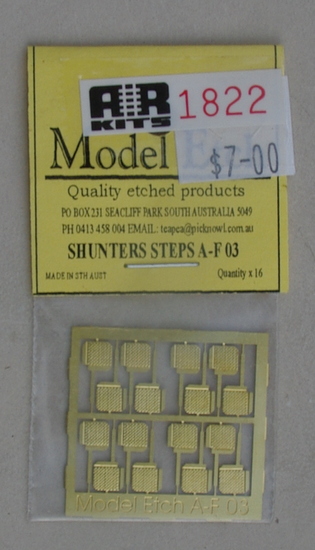 AIR
KITS
1822
Model
$7-00
Quality etched products
PO BOX 231 SEACLIFF PARK SOUTH AUSTRALIA 5049
PH 0413 458 004 EMAIL: teapea@picknowl.com.au
SHUNTERS STEPS A-F 03
MADE IN STH AUST Quantity x 16
Model Etch A-F 03